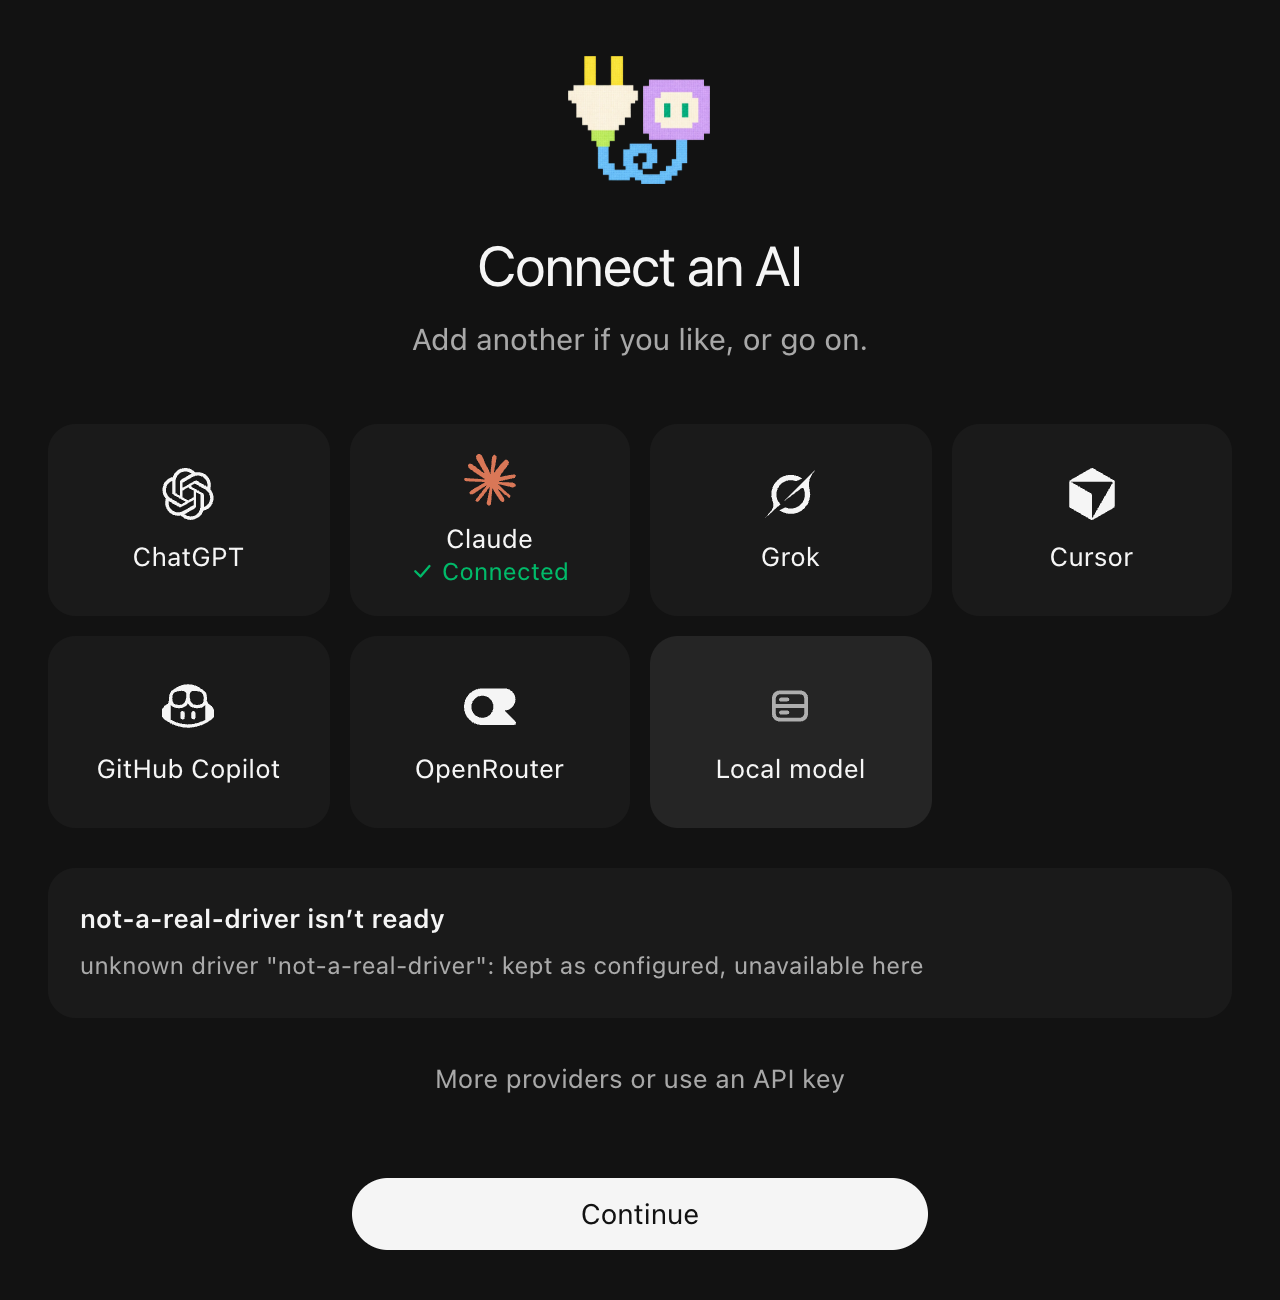 Connect an AI
Add another if you like, or go on.
ChatGPT
Claude
Connected
Grok
Cursor
GitHub Copilot
OpenRouter
Local model
not-a-real-driver isn’t ready
unknown driver "not-a-real-driver": kept as configured, unavailable here
More providers or use an API key
Continue